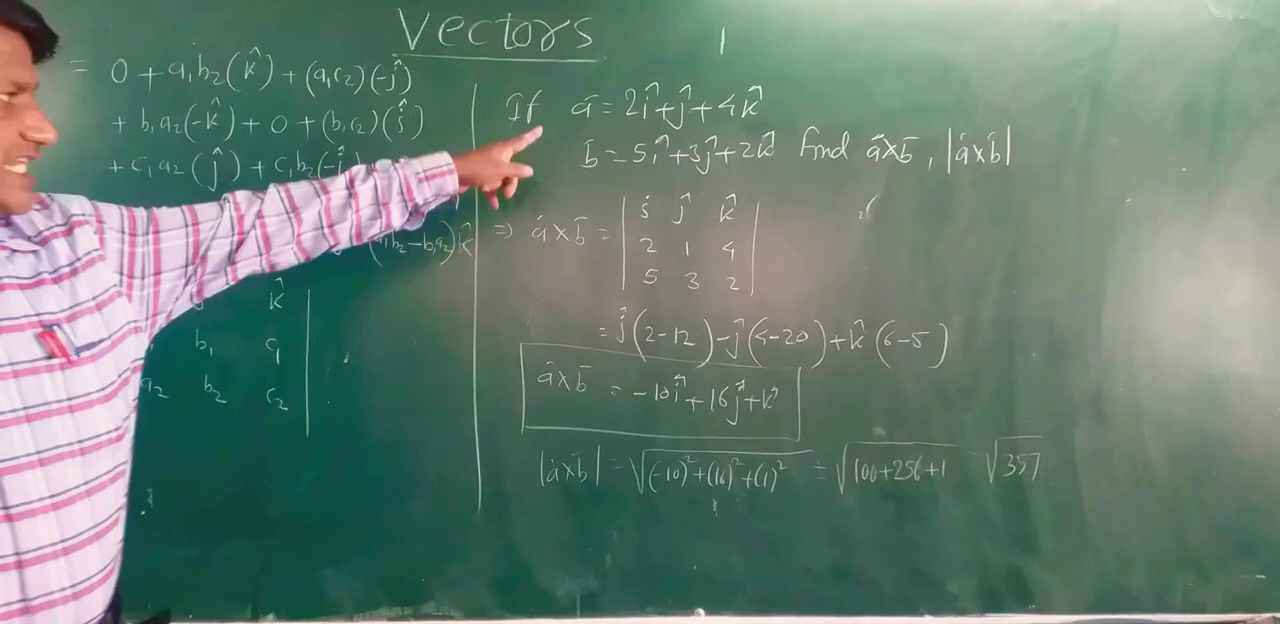 Vectors
= 0 + a₁b₂(k̂) + (a₁c₂)(-ĵ)
+ b₁a₂(-k̂) + 0 + (b₁c₂)(î)
+ c₁a₂(ĵ) + c₁b₂(-î)
(a₁b₂-b₁a₂)k̂
k̂
b₁ c₁
a₂ b₂ c₂
If ā = 2î+ĵ+4k̂
b̄ = 5î+3ĵ+2k̂ find ā×b̄, |ā×b̄|
⇒ ā×b̄ = | î ĵ k̂ |
| 2 1 4 |
| 5 3 2 |
= î(2-12)-ĵ(4-20)+k̂(6-5)
ā×b̄ = -10î+16ĵ+k̂
|ā×b̄| = √(-10)²+(16)²+(1)² = √100+256+1 √357